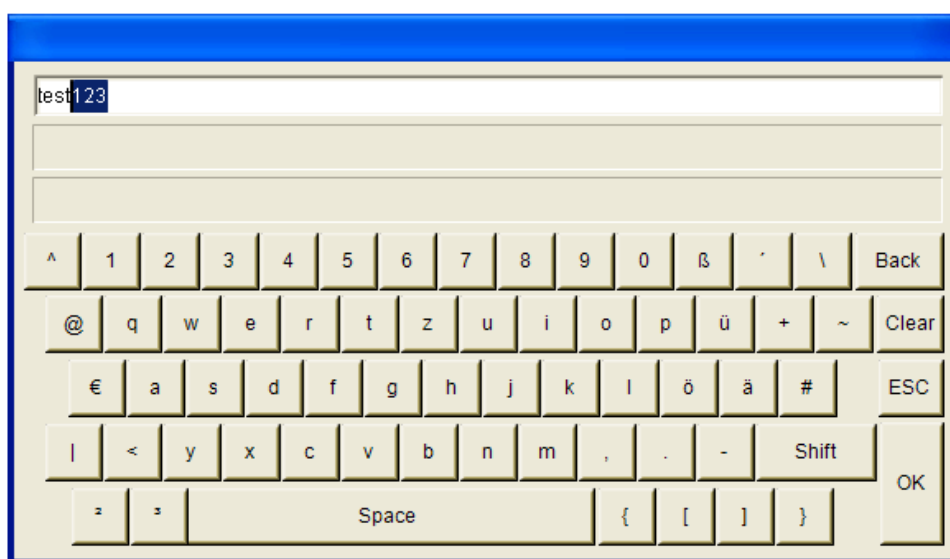 test123
^ 1 2 3 4 5 6 7 8 9 0 ß ´ \ Back
@ q w e r t z u i o p ü + ~ Clear
€ a s d f g h j k l ö ä # ESC
| < y x c v b n m , . - Shift
OK
² ³ Space { [ ] }